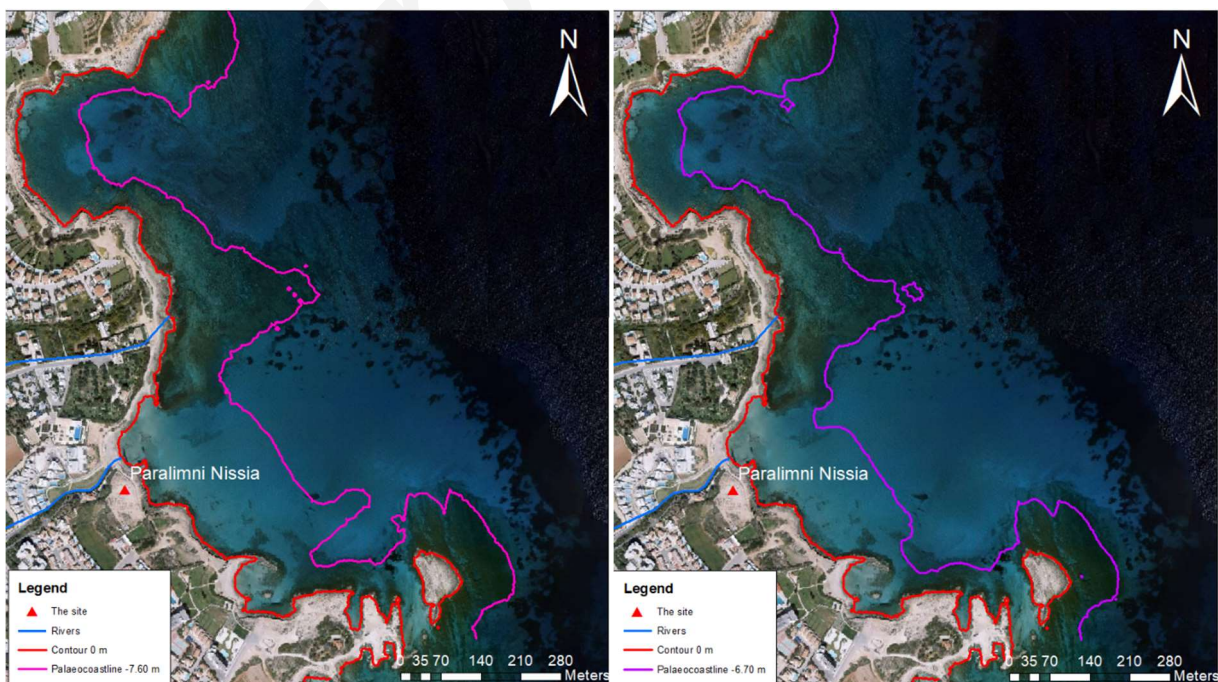 N
Paralimni Nissia
Legend
The site
Rivers
Contour 0 m
Palaeocoastline -7.60 m
0 35 70 140 210 280
Meters
N
Paralimni Nissia
Legend
The site
Rivers
Contour 0 m
Palaeocoastline -6.70 m
0 35 70 140 210 280
Meters